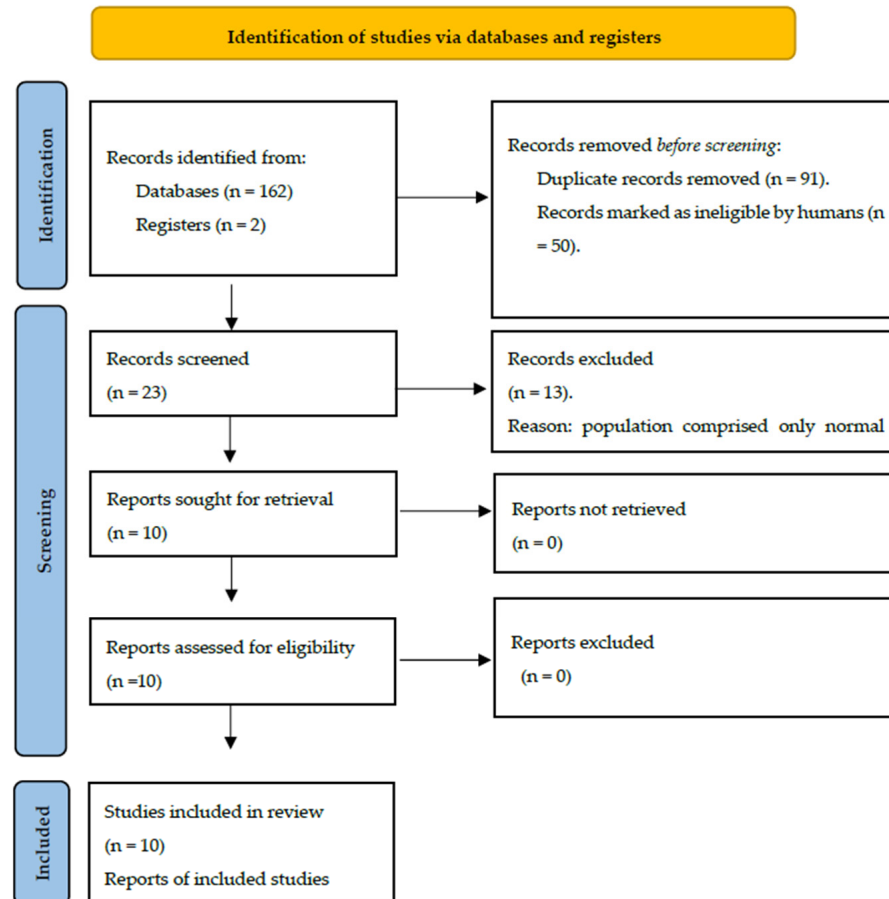 Identification of studies via databases and registers
Identification
Records identified from:
Databases (n = 162)
Registers (n = 2)
Records removed before screening:
Duplicate records removed (n = 91).
Records marked as ineligible by humans (n
= 50).
Screening
Records screened
(n = 23)
Records excluded
(n = 13).
Reason: population comprised only normal
Reports sought for retrieval
(n = 10)
Reports not retrieved
(n = 0)
Reports assessed for eligibility
(n =10)
Reports excluded
(n = 0)
Included
Studies included in review
(n = 10)
Reports of included studies